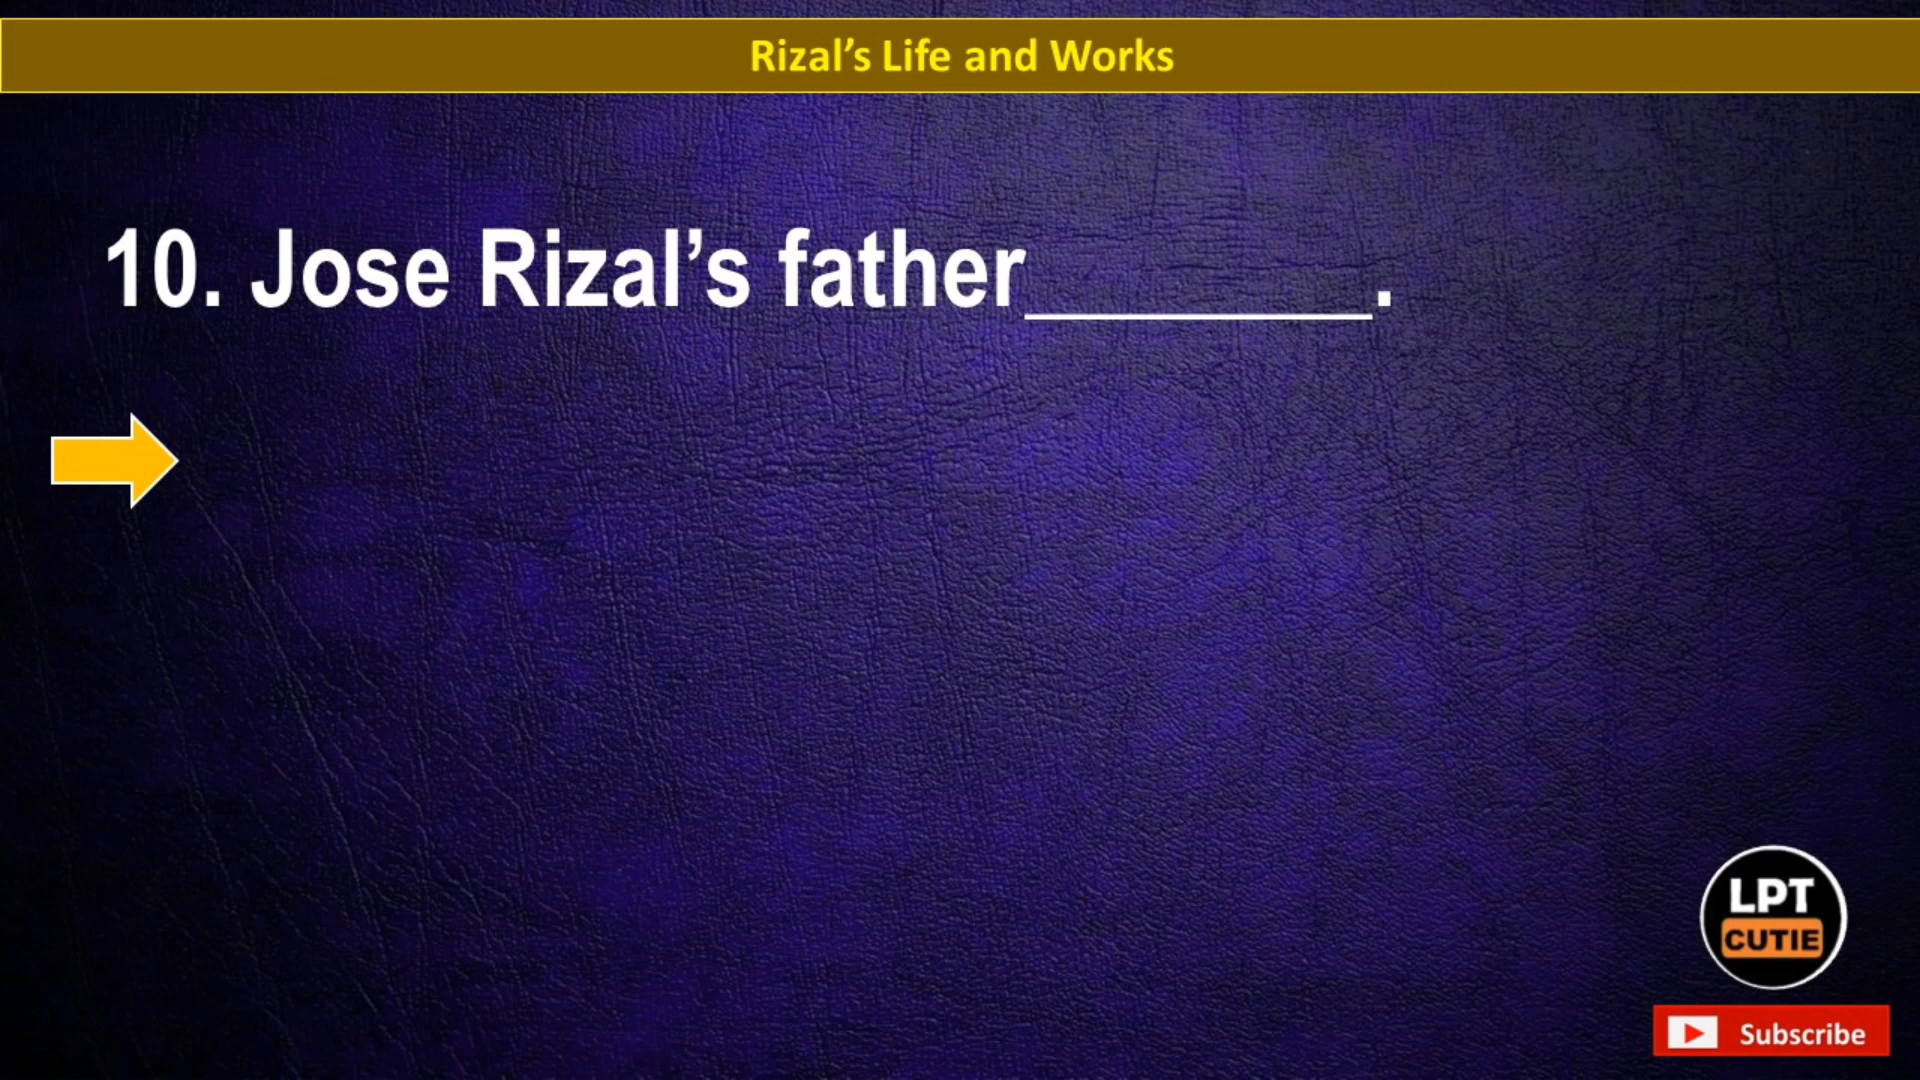 Rizal’s Life and Works
10. Jose Rizal’s father________.
LPT
CUTIE
Subscribe